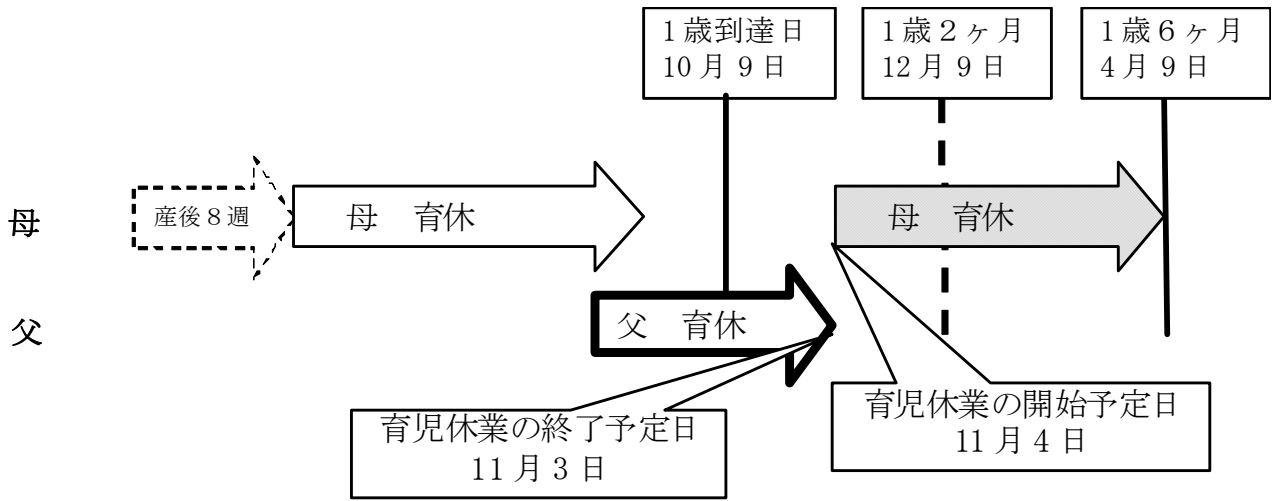 1歳到達日
10月9日
1歳2ヶ月
12月9日
1歳6ヶ月
4月9日
母
産後8週
母 育休
母 育休
父
父 育休
育児休業の終了予定日
11月3日
育児休業の開始予定日
11月4日